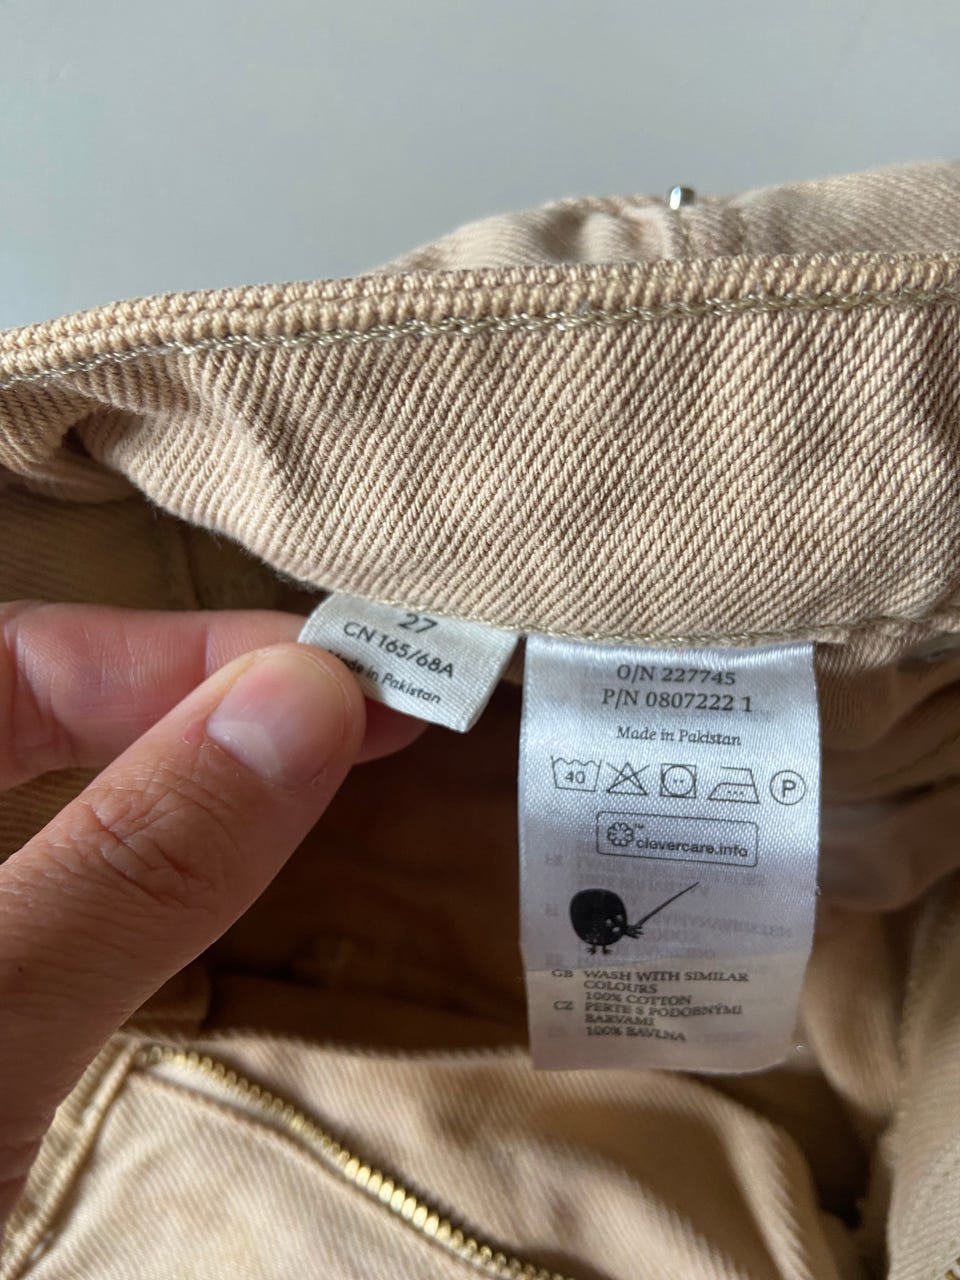 27
CN 165/68A
Made in Pakistan
O/N 227745
P/N 0807222 1
Made in Pakistan
40
P
™
clevercare.info
GB WASH WITH SIMILAR
COLOURS
100% COTTON
CZ PERTE S PODOBNÝMI
BARVAMI
100% BAVLNA